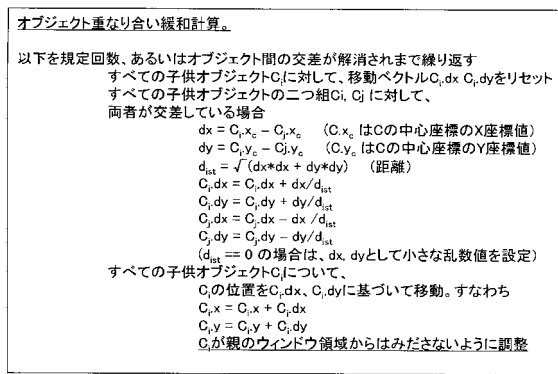 オブジェクト重なり合い緩和計算。
以下を規定回数、あるいはオブジェクト間の交差が解消されまで繰り返す
すべての子供オブジェクトCiに対して、移動ベクトルCi.dx Ci.dyをリセット
すべての子供オブジェクトの二つ組Ci, Cj に対して、
両者が交差している場合
dx = Ci.xc − Cj.xc （C.xc はCの中心座標のX座標値）
dy = Ci.yc − Cj.yc （C.yc はCの中心座標のY座標値）
dist = √(dx*dx + dy*dy) （距離）
Ci.dx = Ci.dx + dx/dist
Ci.dy = Ci.dy + dy/dist
Cj.dx = Cj.dx − dx /dist
Cj.dy = Cj.dy − dy/dist
(dist == 0 の場合は、dx, dyとして小さな乱数値を設定）
すべての子供オブジェクトCiについて、
Ciの位置をCi.dx、Ci.dyに基づいて移動。すなわち
Ci.x = Ci.x + Ci.dx
Ci.y = Ci.y + Ci.dy
Ciが親のウィンドウ領域からはみださないように調整